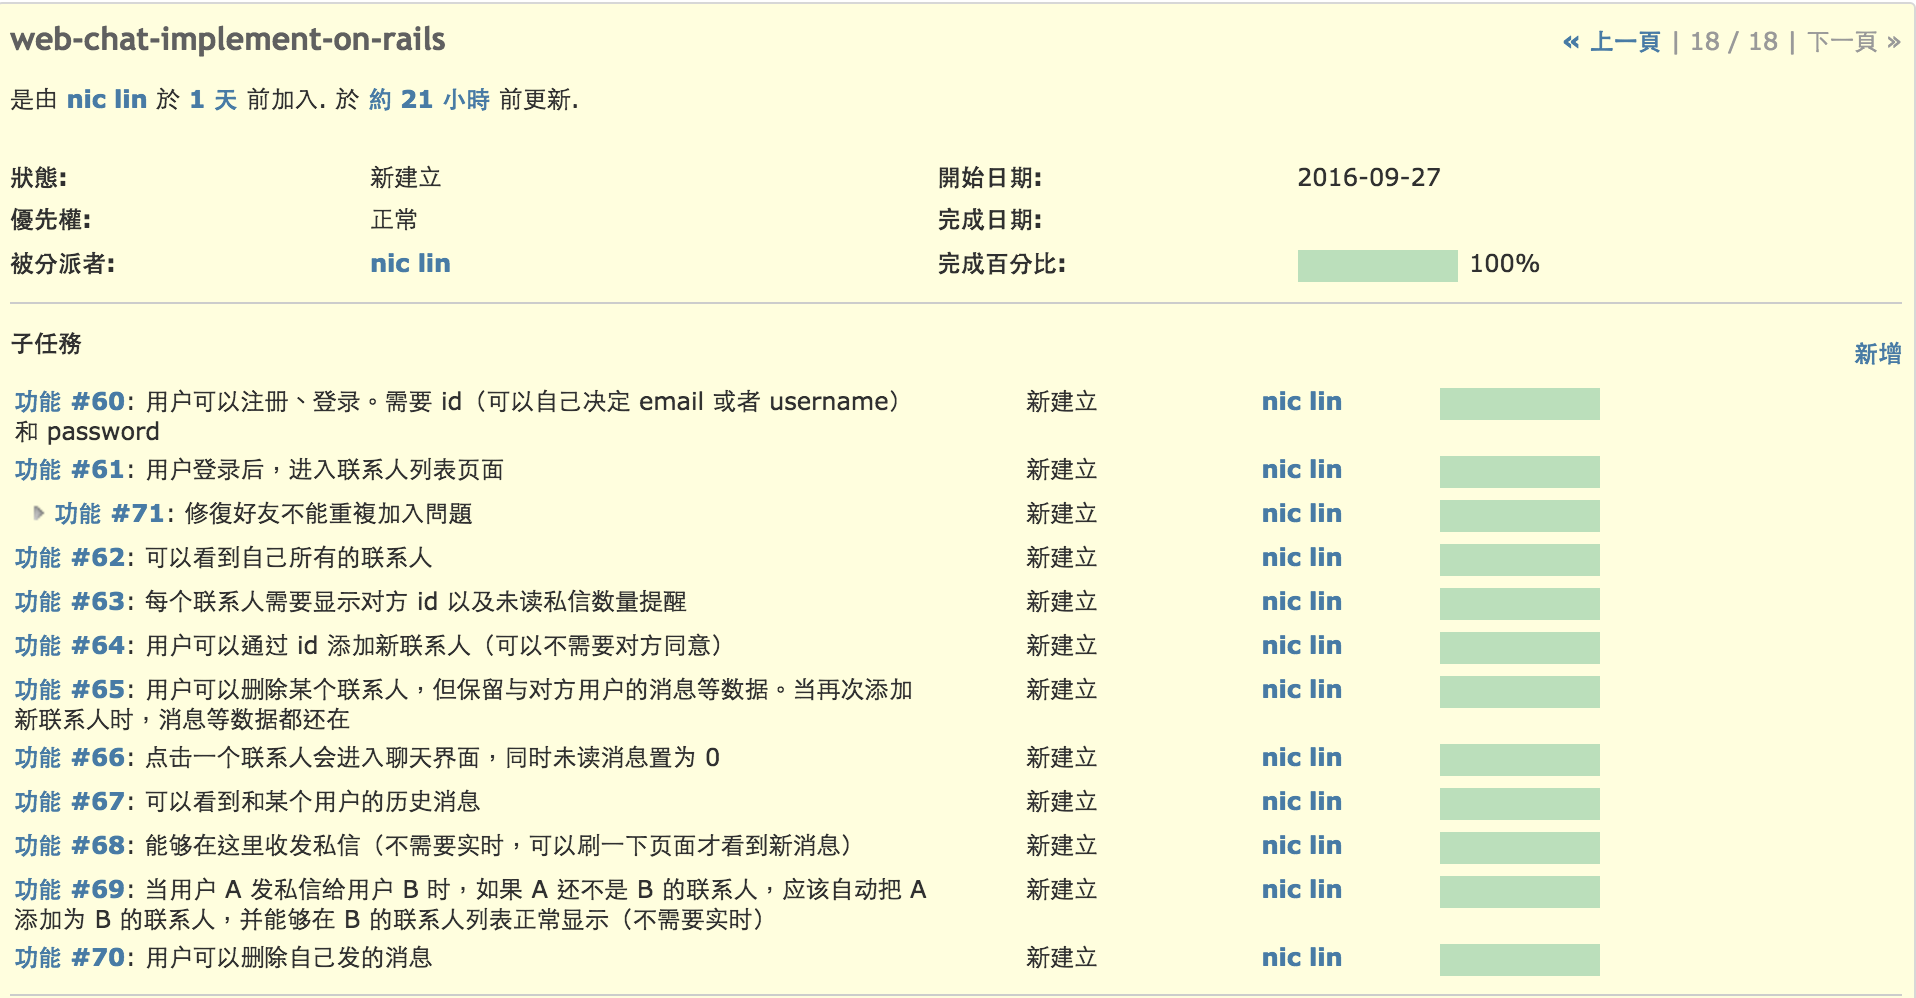 web-chat-implement-on-rails
« 上一頁 | 18 / 18 | 下一頁 »
是由 nic lin 於 1 天 前加入. 於 約 21 小時 前更新.
狀態: 新建立 開始日期: 2016-09-27
優先權: 正常 完成日期:
被分派者: nic lin 完成百分比: 100%
子任務
新增
功能 #60: 用户可以注册、登录。需要 id（可以自己决定 email 或者 username） 新建立 nic lin
和 password
功能 #61: 用户登录后，进入联系人列表页面 新建立 nic lin
功能 #71: 修復好友不能重複加入問題 新建立 nic lin
功能 #62: 可以看到自己所有的联系人 新建立 nic lin
功能 #63: 每个联系人需要显示对方 id 以及未读私信数量提醒 新建立 nic lin
功能 #64: 用户可以通过 id 添加新联系人（可以不需要对方同意） 新建立 nic lin
功能 #65: 用户可以删除某个联系人，但保留与对方用户的消息等数据。当再次添加 新建立 nic lin
新联系人时，消息等数据都还在
功能 #66: 点击一个联系人会进入聊天界面，同时未读消息置为 0 新建立 nic lin
功能 #67: 可以看到和某个用户的历史消息 新建立 nic lin
功能 #68: 能够在这里收发私信（不需要实时，可以刷一下页面才看到新消息） 新建立 nic lin
功能 #69: 当用户 A 发私信给用户 B 时，如果 A 还不是 B 的联系人，应该自动把 A 新建立 nic lin
添加为 B 的联系人，并能够在 B 的联系人列表正常显示（不需要实时）
功能 #70: 用户可以删除自己发的消息 新建立 nic lin